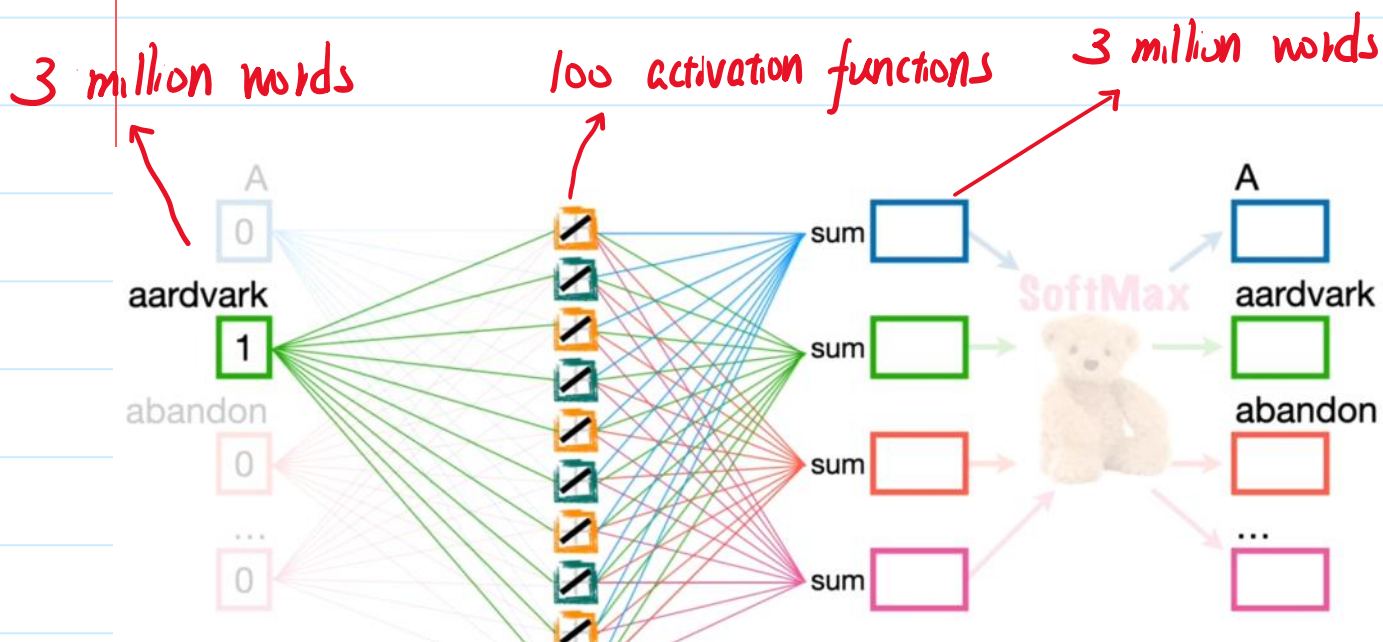 3 million words
100 activation functions
3 million words
A
0
aardvark
1
abandon
0
...
0
sum
sum
sum
sum
SoftMax
A
aardvark
abandon
...